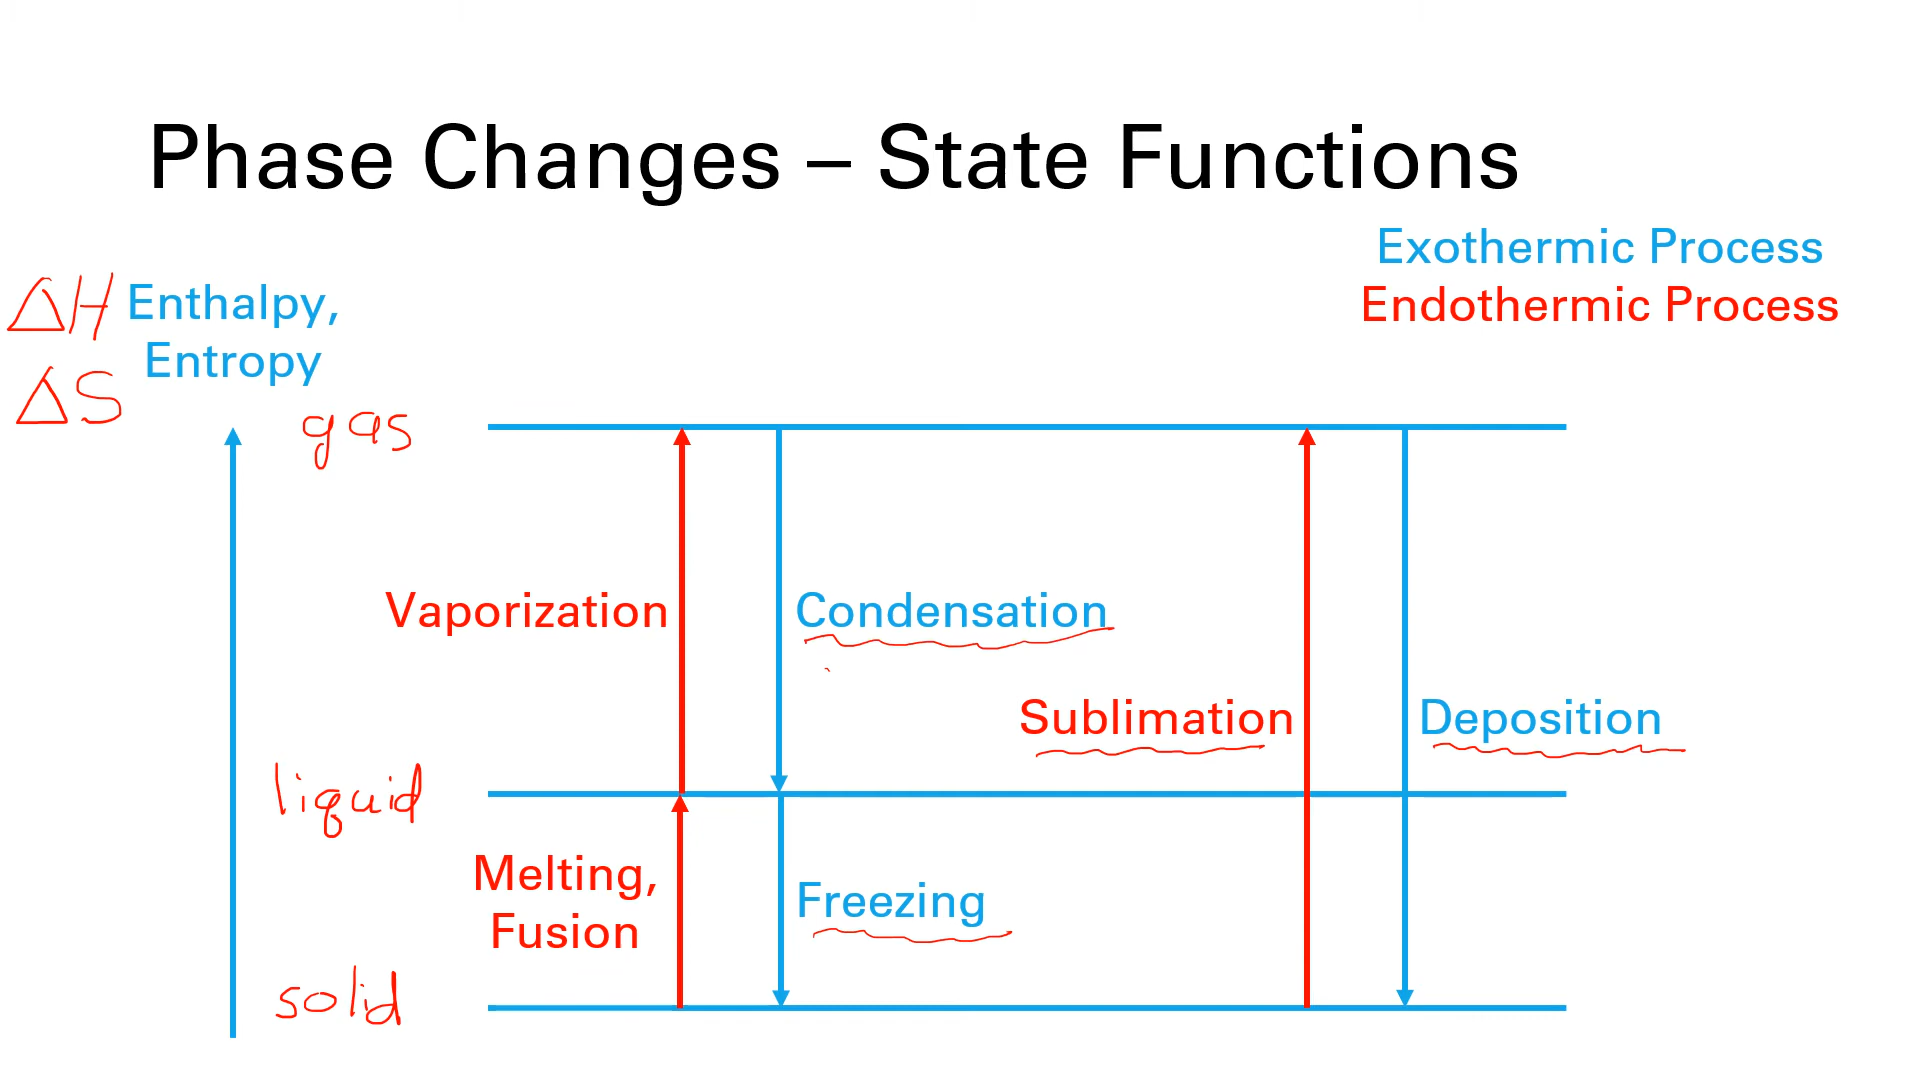 Phase Changes – State Functions
Exothermic Process
Endothermic Process
ΔH Enthalpy,
ΔS Entropy
gas
Vaporization
Condensation
Sublimation
Deposition
liquid
Melting,
Fusion
Freezing
solid